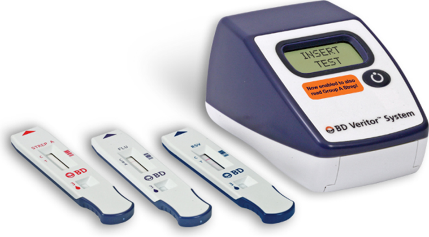 INSERT
TEST
Now enabled to also
read Group A Strep!
BD Veritor™ System
STREP A
BD
FLU
BD
RSV
BD